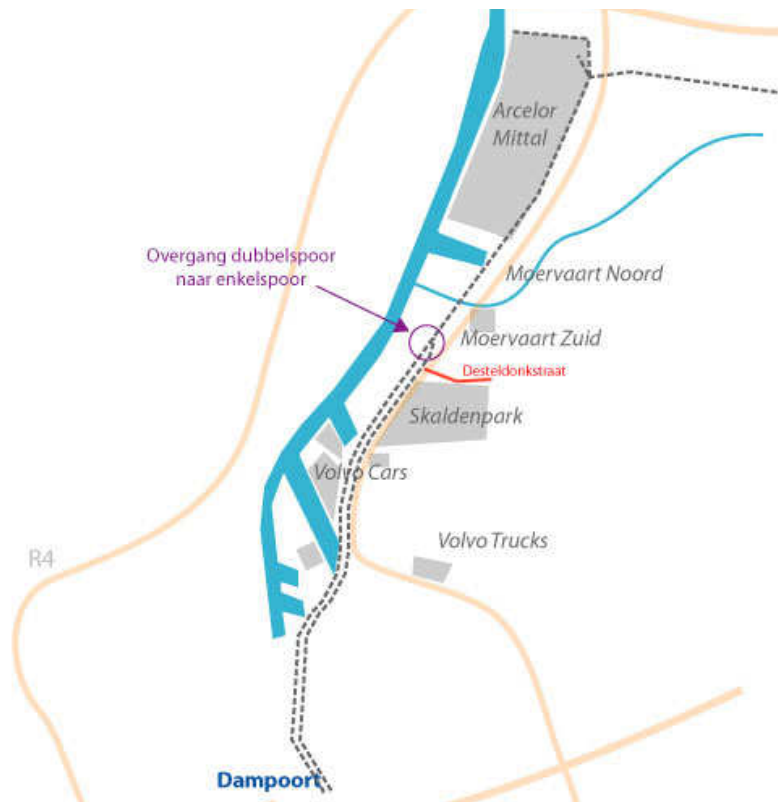 Arcelor
Mittal
Overgang dubbelspoor
naar enkelspoor
Moervaart Noord
Moervaart Zuid
Desteldonkstraat
Skaldenpark
Volvo Cars
Volvo Trucks
R4
Dampoort